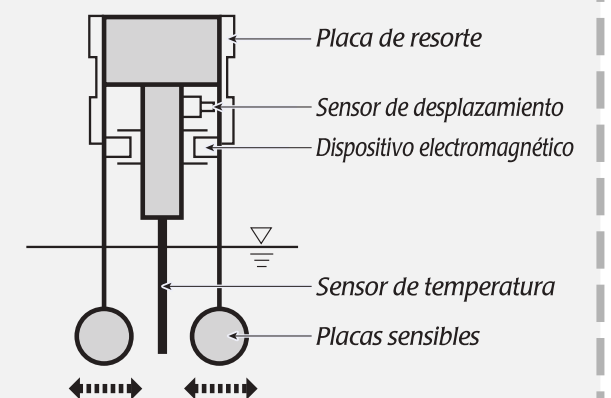 Placa de resorte
Sensor de desplazamiento
Dispositivo electromagnético
Sensor de temperatura
Placas sensibles